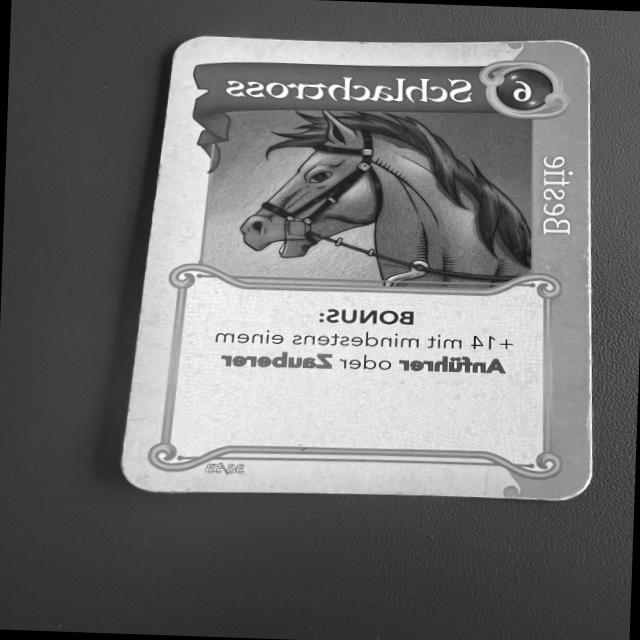 6
Schlachtross
Bestie
BONUS:
+14 mit mindestens einem
Anführer oder Zauberer